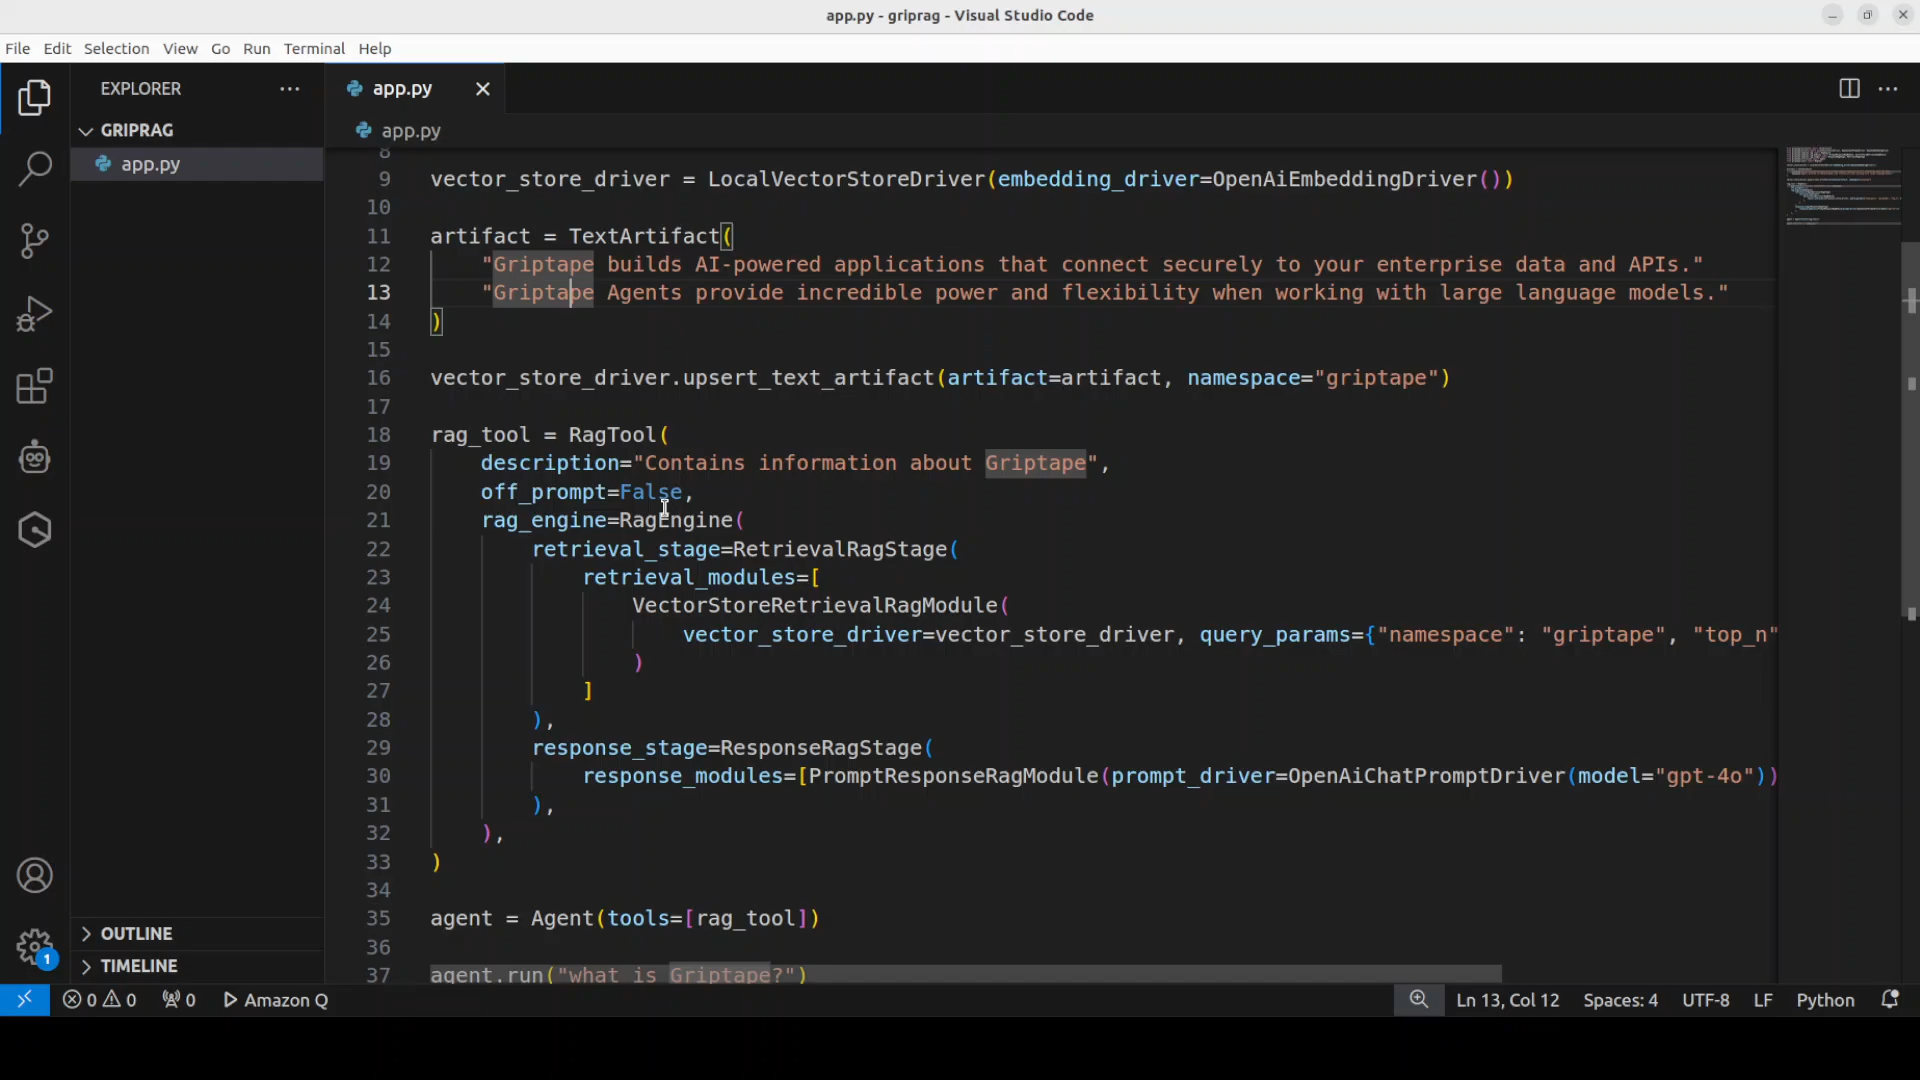 app.py - griprag - Visual Studio Code
File Edit Selection View Go Run Terminal Help
EXPLORER
GRIPRAG
app.py
OUTLINE
TIMELINE
app.py
app.py
8
9 vector_store_driver = LocalVectorStoreDriver(embedding_driver=OpenAiEmbeddingDriver())
10
11 artifact = TextArtifact(
12 "Griptape builds AI-powered applications that connect securely to your enterprise data and APIs."
13 "Griptape Agents provide incredible power and flexibility when working with large language models."
14 )
15
16 vector_store_driver.upsert_text_artifact(artifact=artifact, namespace="griptape")
17
18 rag_tool = RagTool(
19 description="Contains information about Griptape",
20 off_prompt=False,
21 rag_engine=RagEngine(
22 retrieval_stage=RetrievalRagStage(
23 retrieval_modules=[
24 VectorStoreRetrievalRagModule(
25 vector_store_driver=vector_store_driver, query_params={"namespace": "griptape", "top_n"
26 )
27 ]
28 ),
29 response_stage=ResponseRagStage(
30 response_modules=[PromptResponseRagModule(prompt_driver=OpenAiChatPromptDriver(model="gpt-4o"))
31 ),
32 ),
33 )
34
35 agent = Agent(tools=[rag_tool])
36
37 agent.run("what is Griptape?")
1
0 0 0 Amazon Q
Ln 13, Col 12 Spaces: 4 UTF-8 LF Python